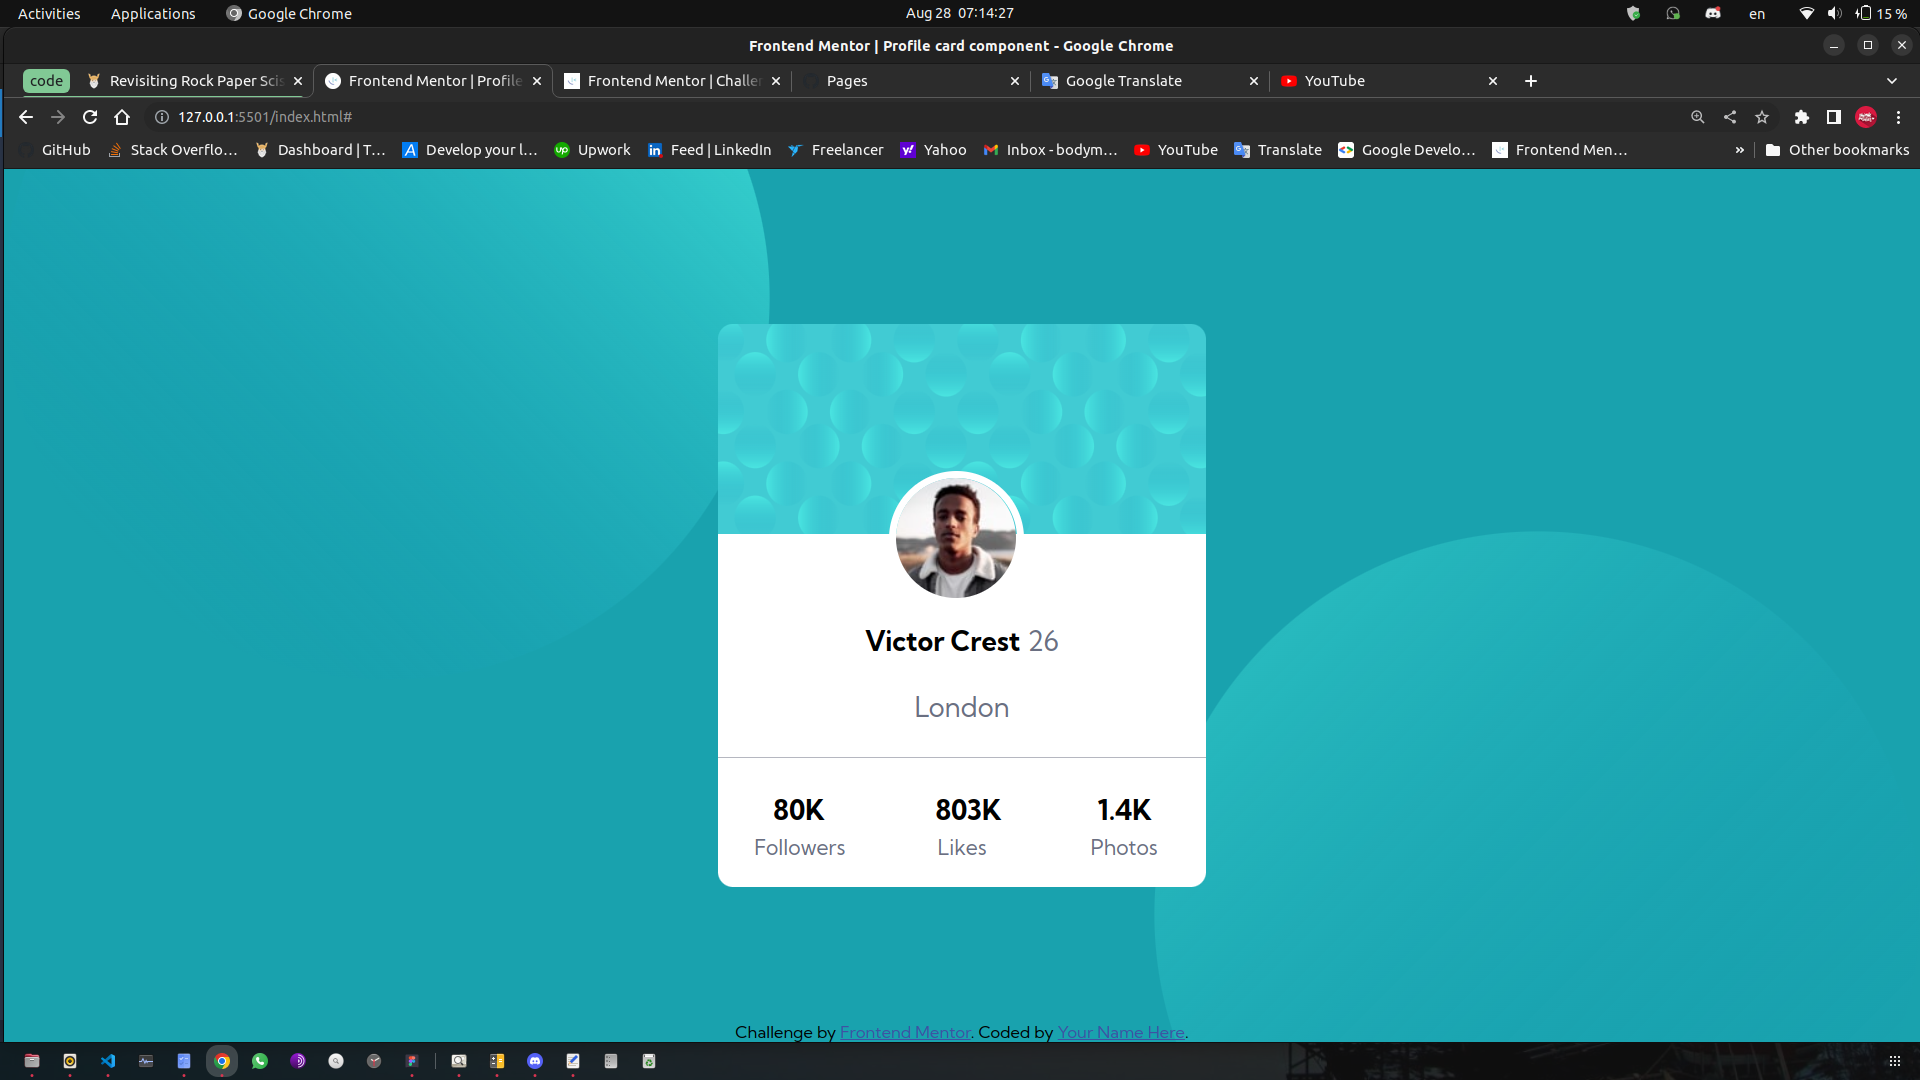 Activities Applications Google Chrome Aug 28 07:14:27 en 15 %
Frontend Mentor | Profile card component - Google Chrome
code Revisiting Rock Paper Scis Frontend Mentor | Profile Frontend Mentor | Challen Pages Google Translate YouTube
127.0.0.1:5501/index.html#
GitHub Stack Overflo... Dashboard | T... Develop your l... Upwork Feed | LinkedIn Freelancer Yahoo Inbox - bodym... YouTube Translate Google Develo... Frontend Men... » Other bookmarks
Victor Crest 26
London
80K 803K 1.4K
Followers Likes Photos
Challenge by Frontend Mentor. Coded by Your Name Here.